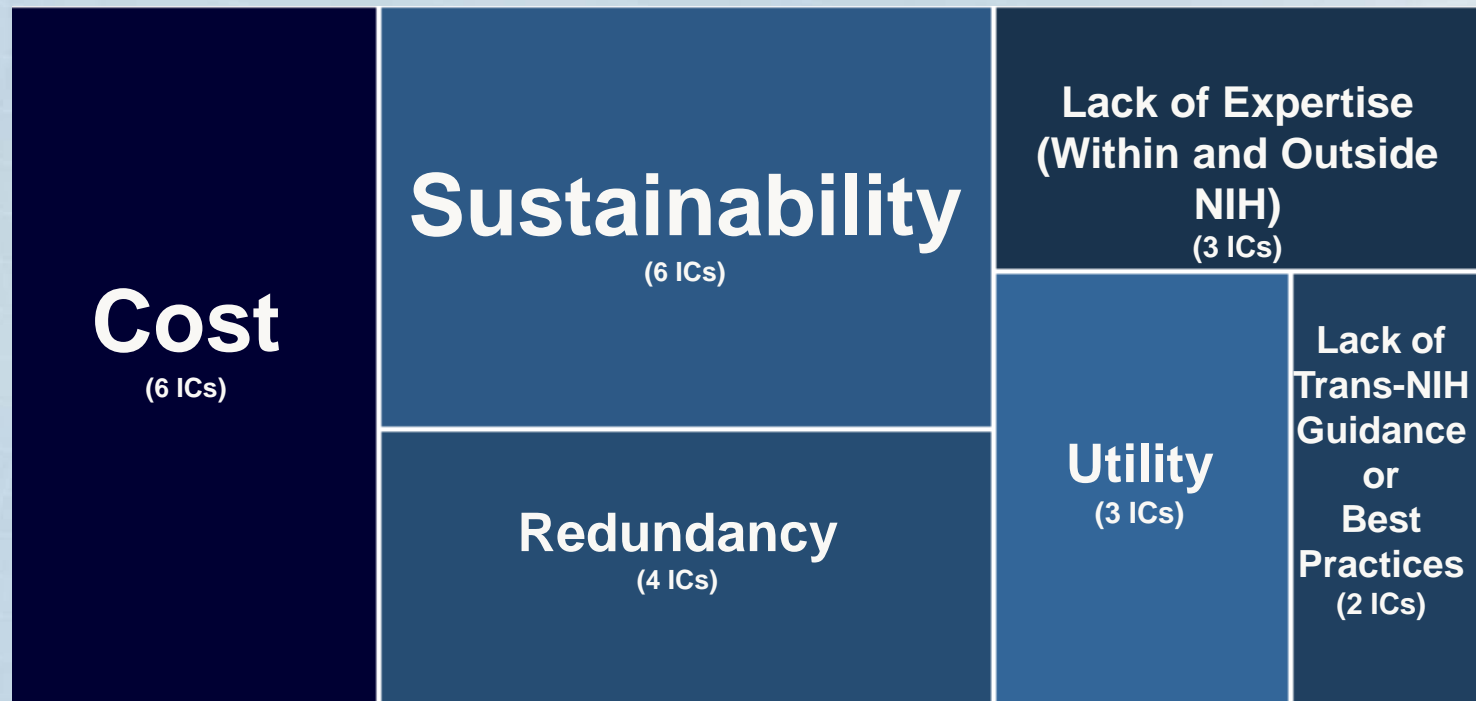 Cost
(6 ICs)
Sustainability
(6 ICs)
Redundancy
(4 ICs)
Lack of Expertise
(Within and Outside
NIH)
(3 ICs)
Utility
(3 ICs)
Lack of
Trans-NIH
Guidance
or
Best
Practices
(2 ICs)